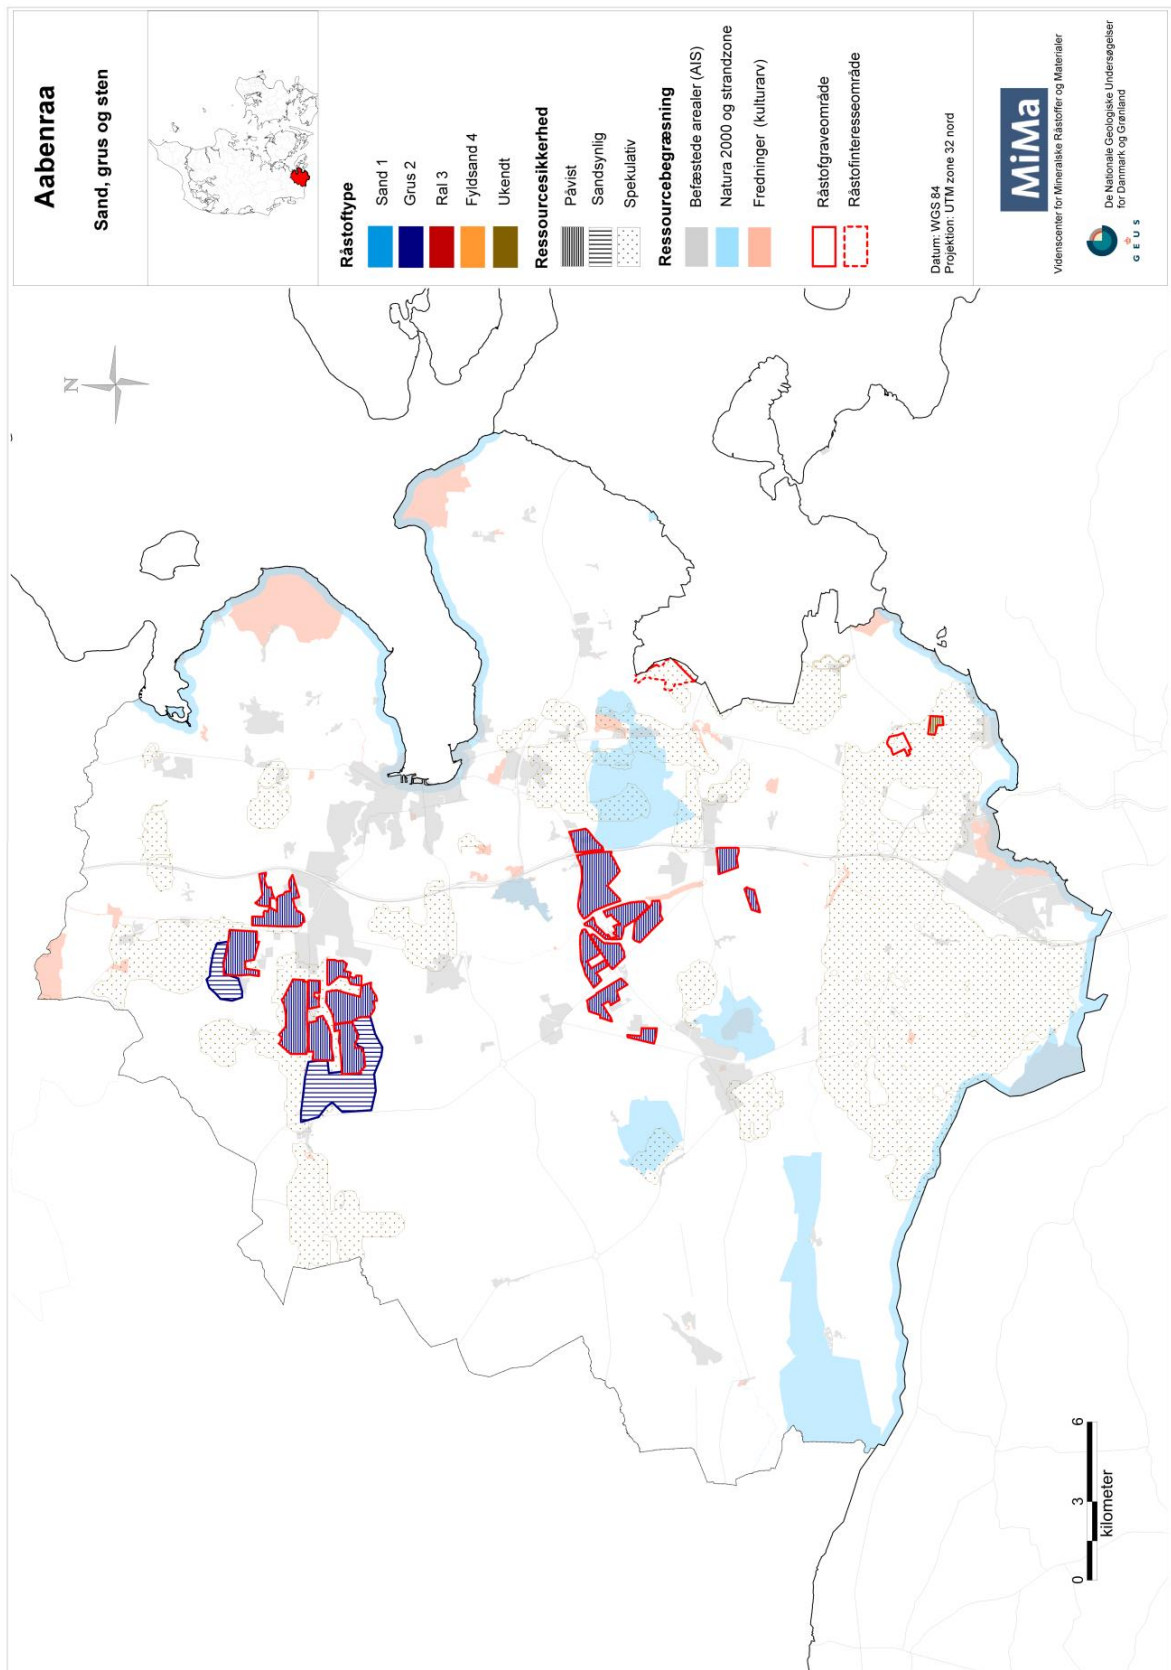 Aabenraa
Sand, grus og sten
Råstoftype
Sand 1
Grus 2
Ral 3
Fyldsand 4
Ukendt
Ressourcesikkerhed
Påvist
Sandsynlig
Spekulativ
Ressourcebegræsning
Befæstede arealer (AIS)
Natura 2000 og strandzone
Fredninger (kulturarv)
Råstofgraveområde
Råstofinteresseområde
Datum: WGS 84
Projektion: UTM zone 32 nord
MiMa
Videnscenter for Mineralske Råstoffer og Materialer
G E U S
De Nationale Geologiske Undersøgelser
for Danmark og Grønland
N
0 3 6
kilometer